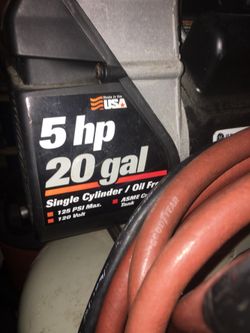 Made in the
USA
5 hp
20 gal
Single Cylinder / Oil Fr
125 PSI Max.
120 Volt
ASME
Tank